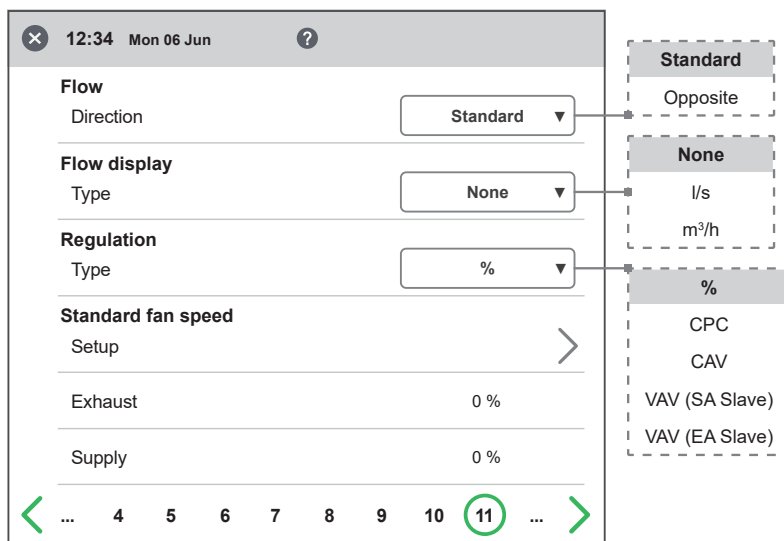 12:34 Mon 06 Jun ?
Flow
Direction
Standard ▼
Flow display
Type
None ▼
Regulation
Type
% ▼
Standard fan speed
Setup
Exhaust 0 %
Supply 0 %
... 4 5 6 7 8 9 10 11 ...
Standard
Opposite
None
l/s
m³/h
%
CPC
CAV
VAV (SA Slave)
VAV (EA Slave)